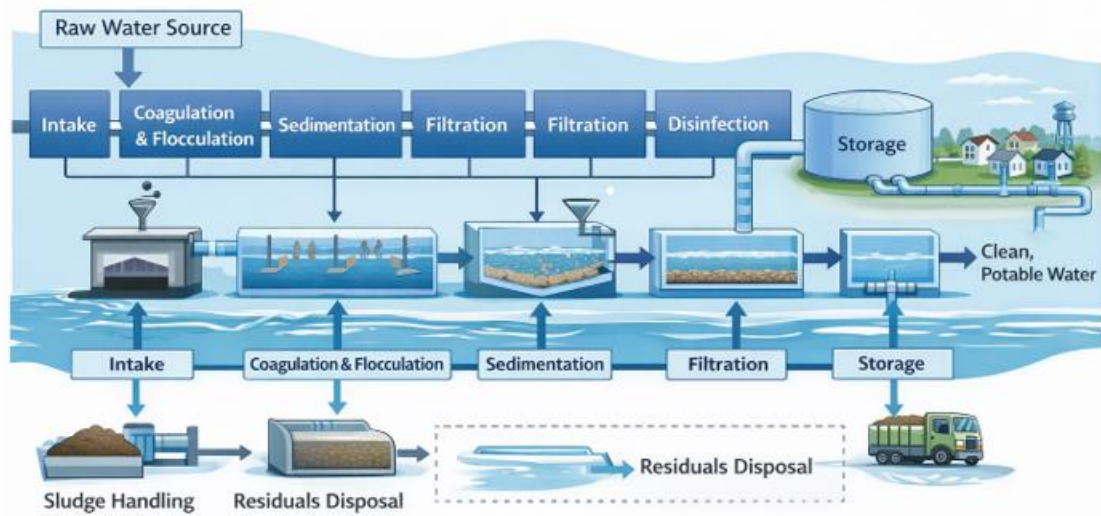 Raw Water Source
Intake
Coagulation
& Flocculation
Sedimentation
Filtration
Filtration
Disinfection
Storage
Clean,
Potable Water
Intake
Coagulation & Flocculation
Sedimentation
Filtration
Storage
Sludge Handling
Residuals Disposal
Residuals Disposal